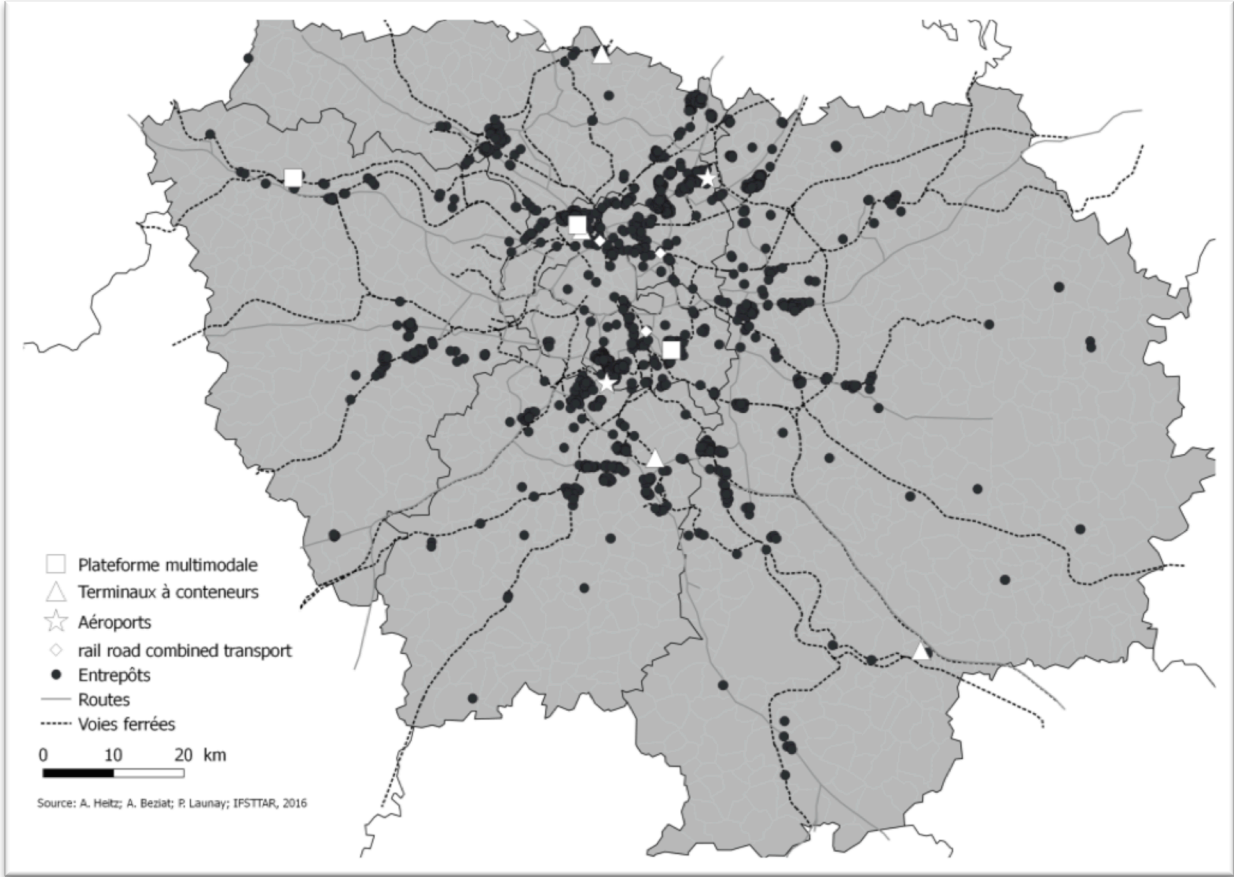 Plateforme multimodale
Terminaux à conteneurs
Aéroports
rail road combined transport
Entrepôts
Routes
Voies ferrées
0 10 20 km
Source: A. Heitz; A. Beziat; P. Launay; IFSTTAR, 2016